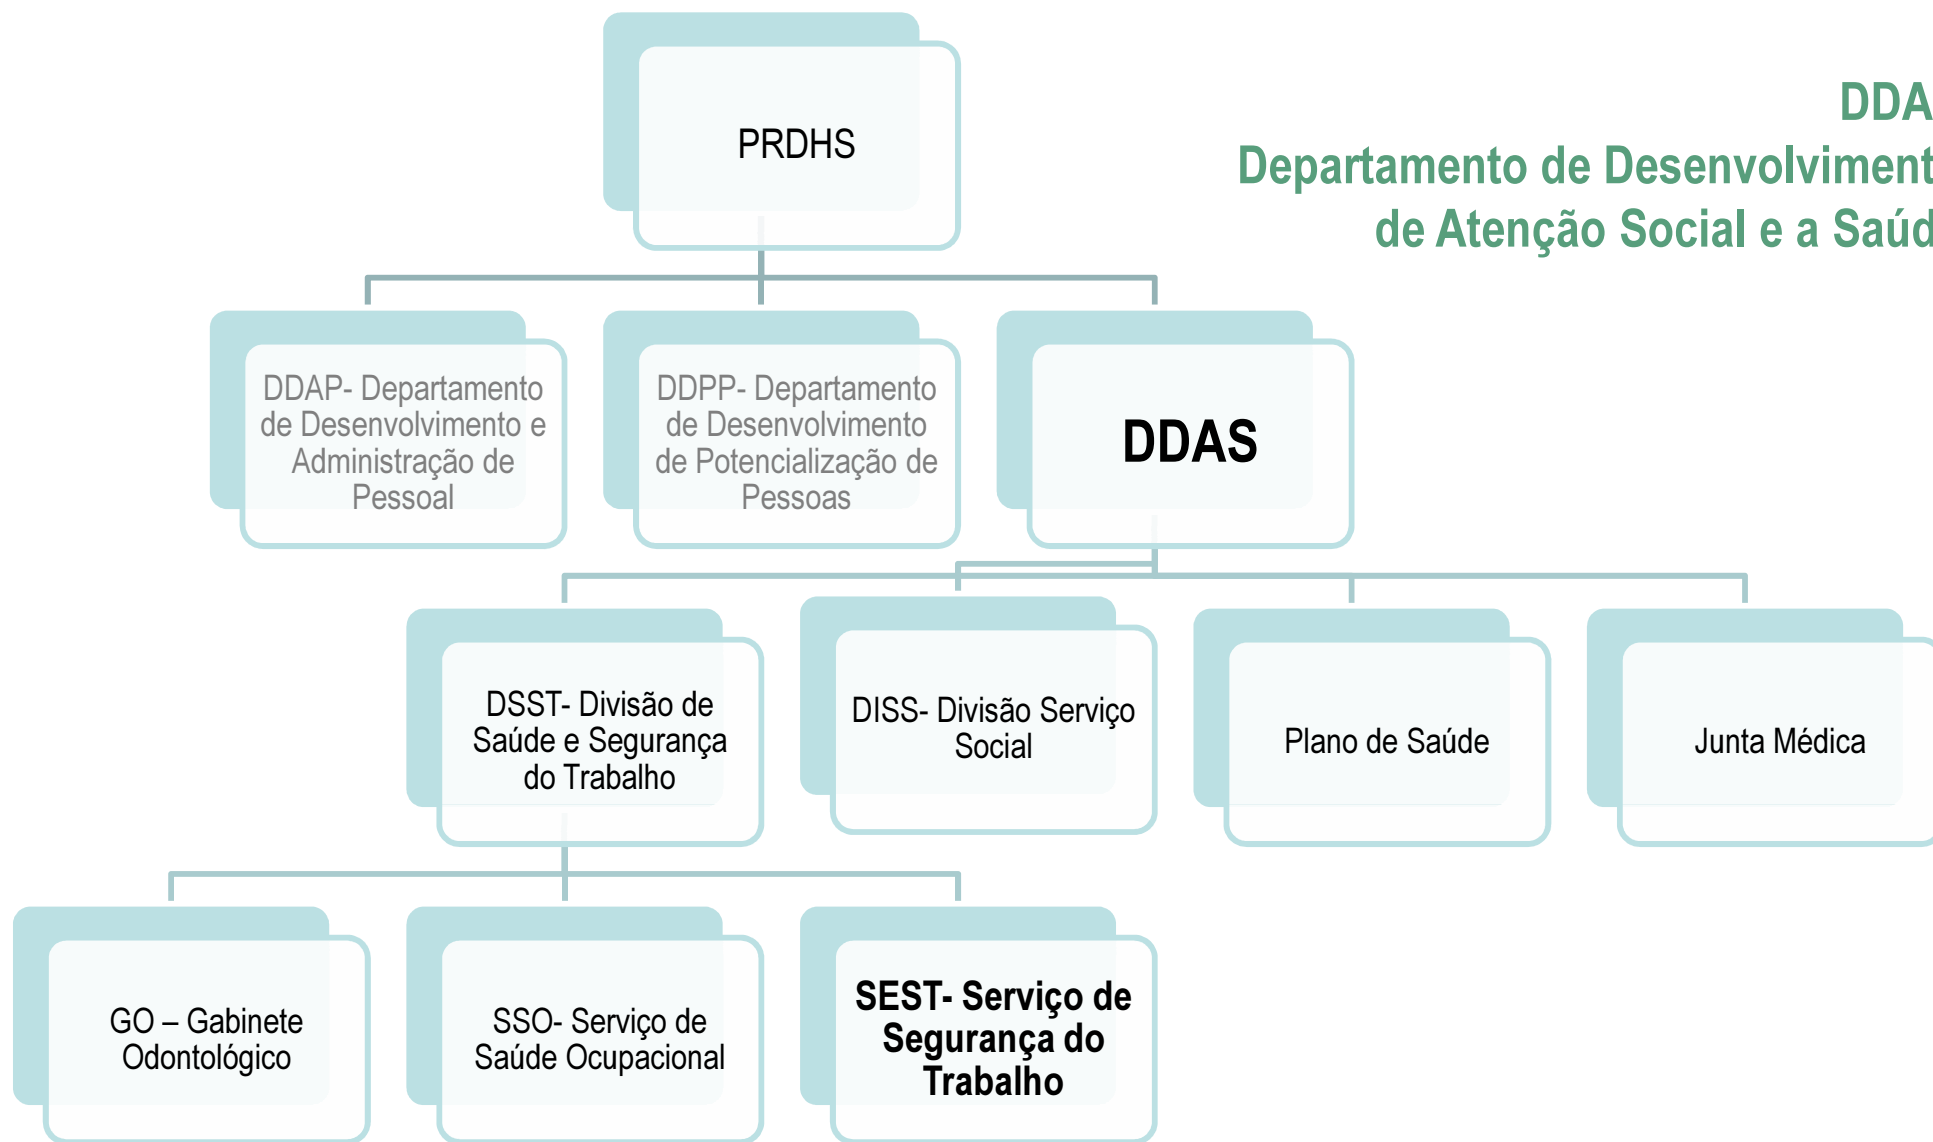 PRDHS
DDA
Departamento de Desenvolviment
de Atenção Social e a Saúd
DDAP- Departamento
de Desenvolvimento e
Administração de
Pessoal
DDPP- Departamento
de Desenvolvimento
de Potencialização de
Pessoas
DDAS
DSST- Divisão de
Saúde e Segurança
do Trabalho
DISS- Divisão Serviço
Social
Plano de Saúde
Junta Médica
GO – Gabinete
Odontológico
SSO- Serviço de
Saúde Ocupacional
SEST- Serviço de
Segurança do
Trabalho